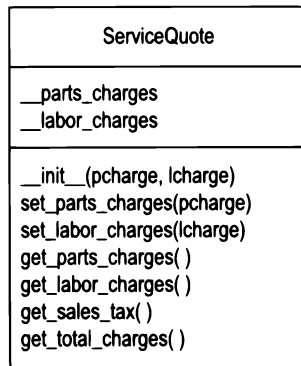 ServiceQuote
__parts_charges
__labor_charges
__init__(pcharge, lcharge)
set_parts_charges(pcharge)
set_labor_charges(lcharge)
get_parts_charges( )
get_labor_charges( )
get_sales_tax( )
get_total_charges( )